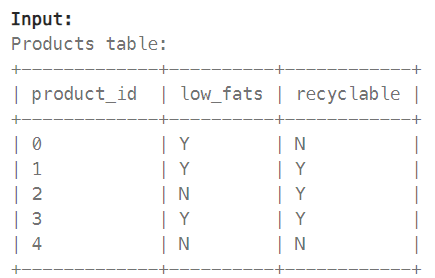 Input:
Products table:
+-------------+----------+------------+
| product_id  | low_fats | recyclable |
+-------------+----------+------------+
| 0           | Y        | N          |
| 1           | Y        | Y          |
| 2           | N        | Y          |
| 3           | Y        | Y          |
| 4           | N        | N          |
+-------------+----------+------------+